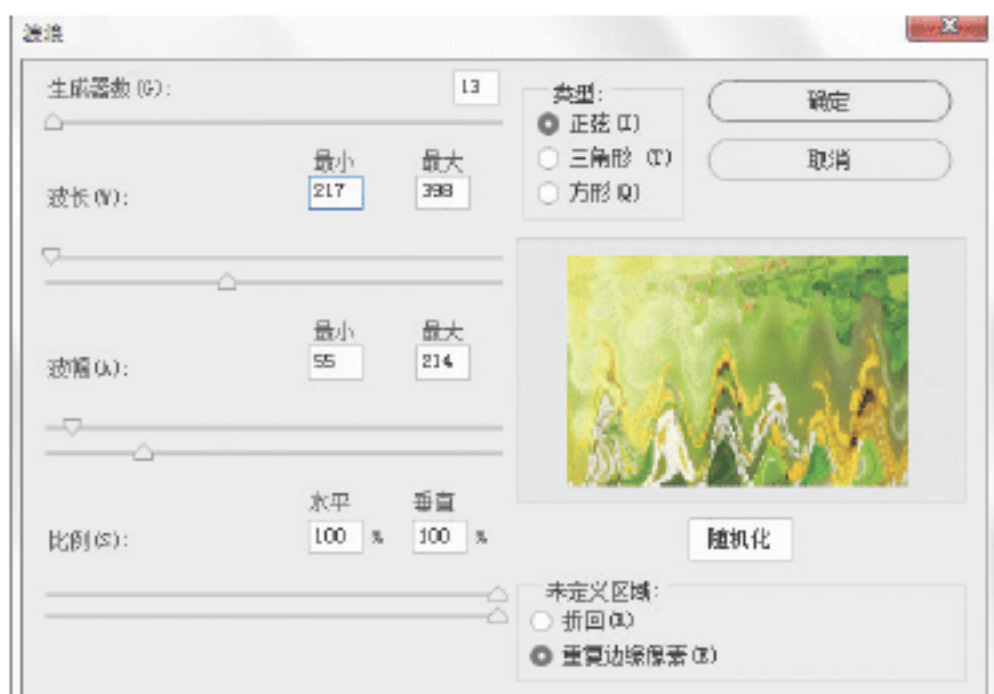 波浪
生成器数(G): 13
最小 最大
波长(W): 217 398
最小 最大
波幅(A): 55 214
水平 垂直
比例(S): 100 % 100 %
类型:
正弦(I)
三角形 (T)
方形(Q)
确定
取消
随机化
未定义区域:
折回(R)
重复边缘像素(E)